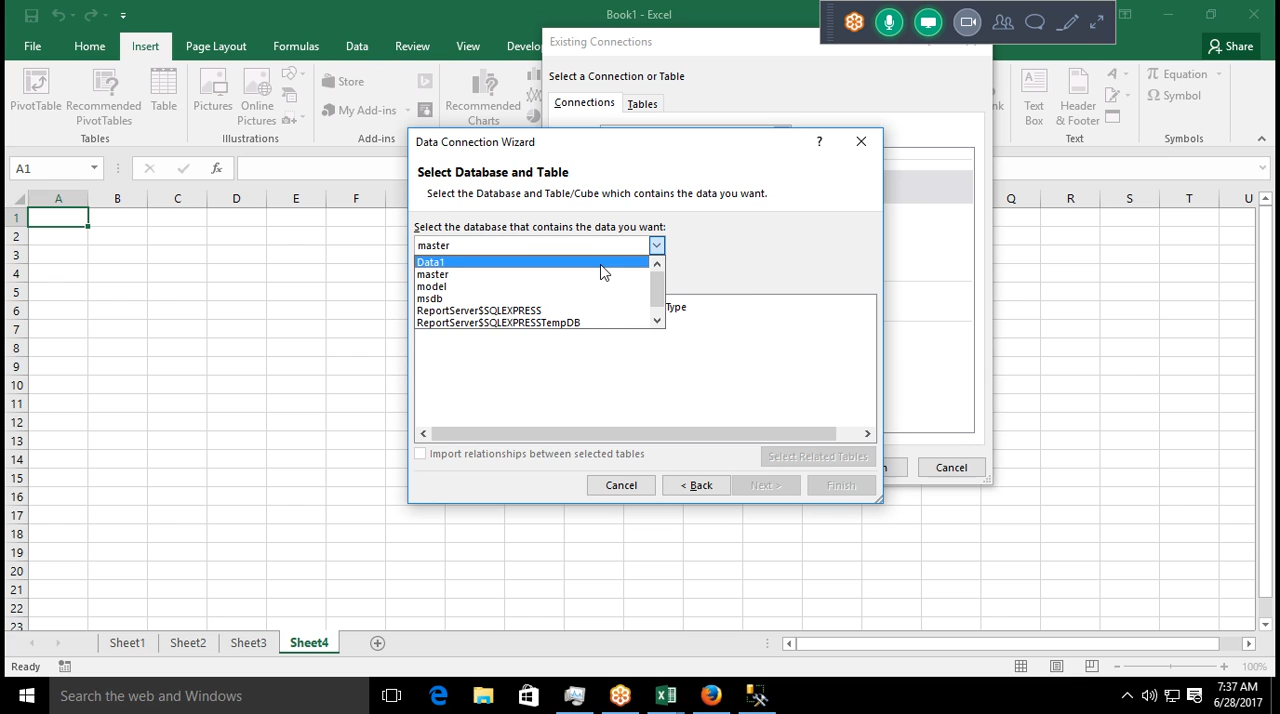 Book1 - Excel
File
Home
Insert
Page Layout
Formulas
Data
Review
View
Share
PivotTable
Recommended
PivotTables
Table
Tables
Pictures
Online
Pictures
Illustrations
Store
My Add-ins
Add-ins
Recommended
Charts
Text
Box
Header
& Footer
Text
Equation
Symbol
Symbols
A1
fx
Existing Connections
Select a Connection or Table
Connections
Tables
Cancel
Data Connection Wizard
?
Select Database and Table
Select the Database and Table/Cube which contains the data you want.
Select the database that contains the data you want:
master
Data1
master
model
msdb
ReportServer$SQLEXPRESS
ReportServer$SQLEXPRESSTempDB
Type
Import relationships between selected tables
Select Related Tables
Cancel
< Back
Next >
Finish
A B C D E F Q R S T U
1
2
3
4
5
6
7
8
9
10
11
12
13
14
15
16
17
18
19
20
21
22
23
Sheet1
Sheet2
Sheet3
Sheet4
Ready
100%
Search the web and Windows
7:37 AM
6/28/2017